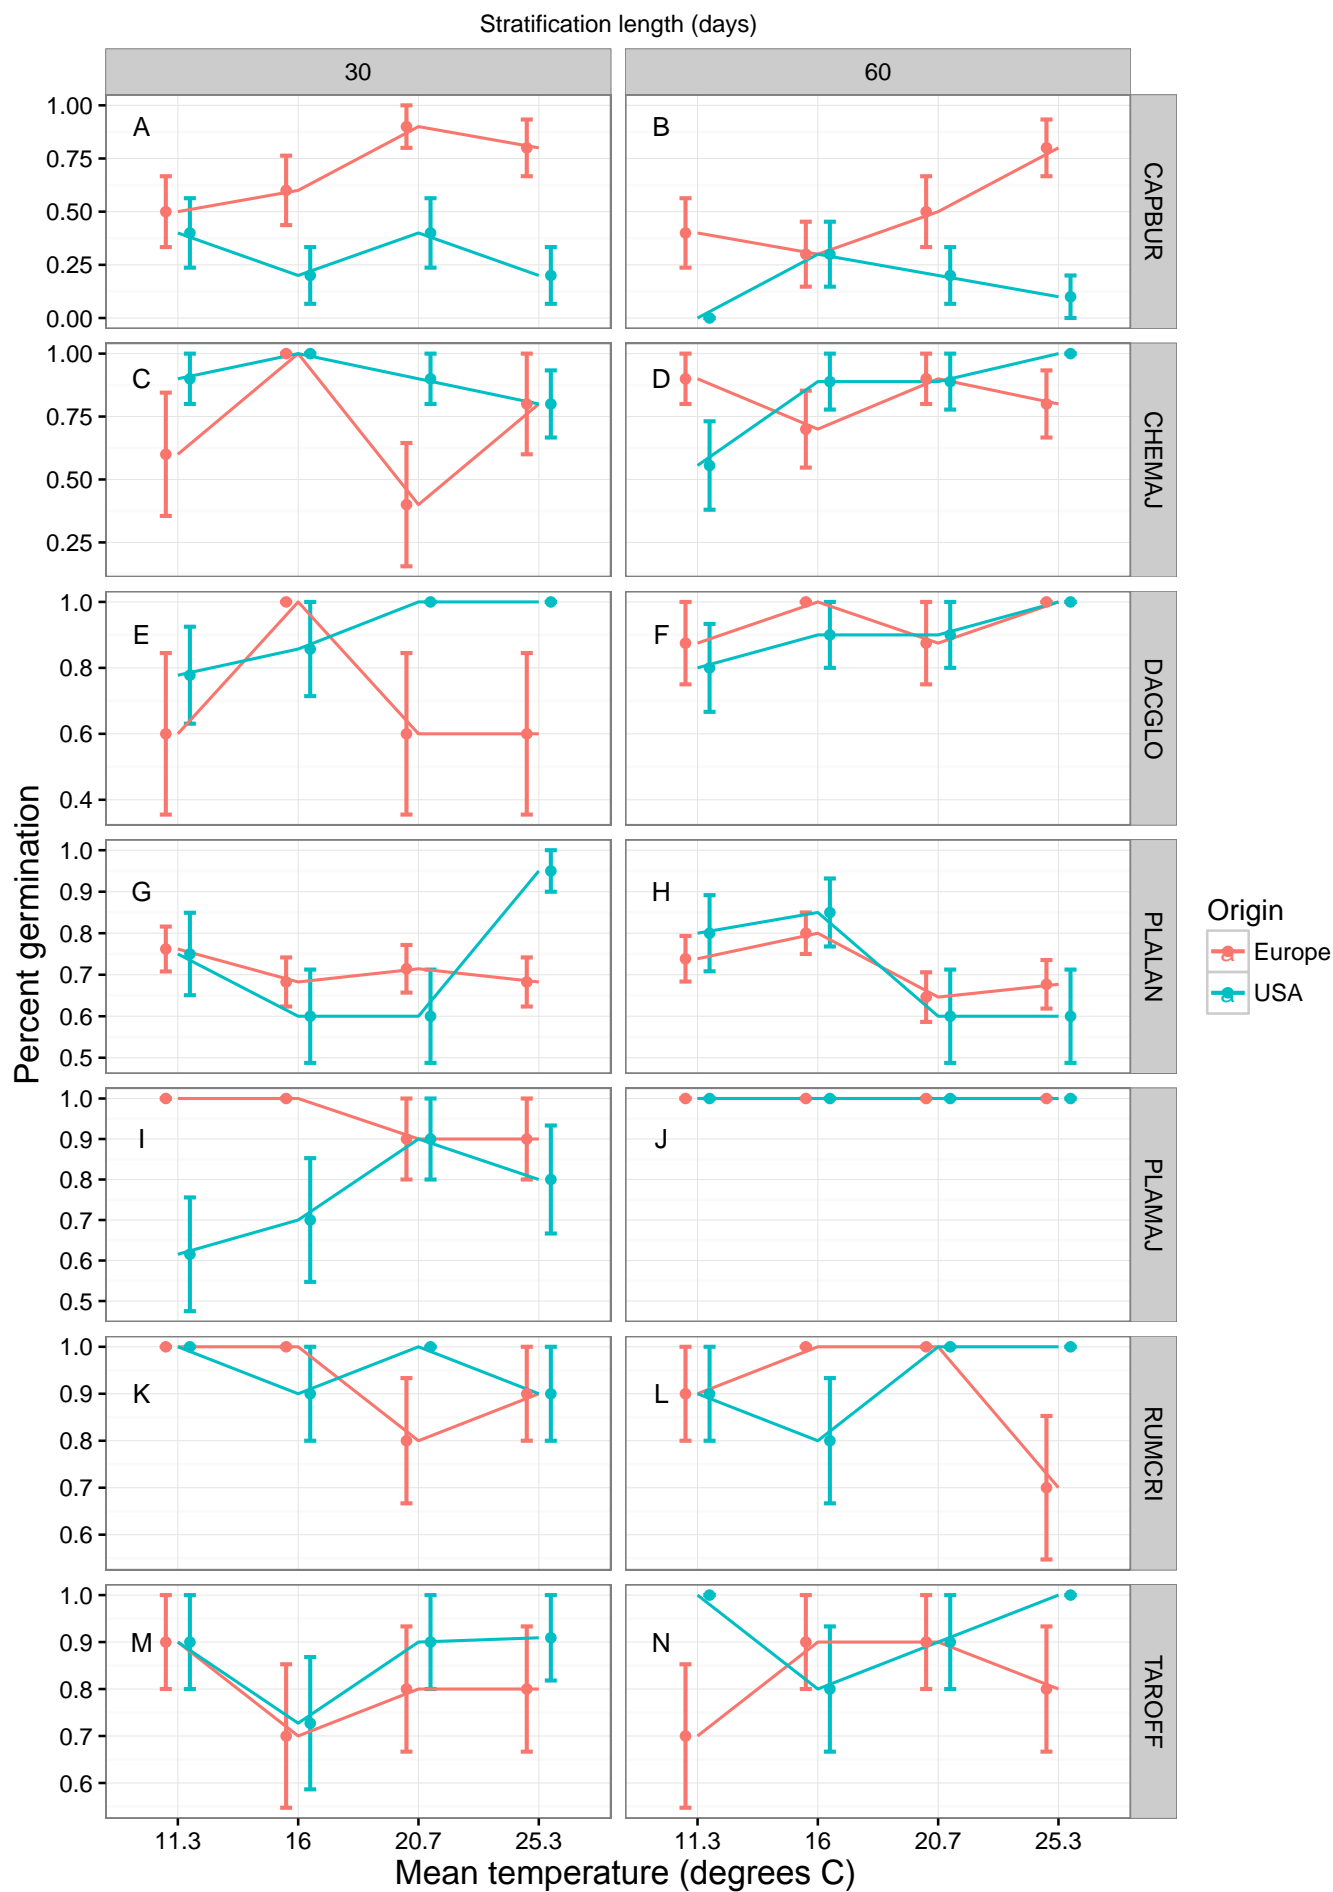 Stratification length (days)
30
60
1.00
0.75
0.50
0.25
0.00
A
B
CAPBUR
1.00
0.75
0.50
0.25
C
D
CHEMAJ
1.0
0.8
0.6
0.4
E
F
DACGLO
Percent germination
1.0
0.9
0.8
0.7
0.6
0.5
G
H
PLALAN
Origin
Europe
USA
1.0
0.9
0.8
0.7
0.6
0.5
I
J
PLAMAJ
1.0
0.9
0.8
0.7
0.6
K
L
RUMCRI
1.0
0.9
0.8
0.7
0.6
M
N
TAROFF
11.3 16 20.7 25.3
11.3 16 20.7 25.3
Mean temperature (degrees C)